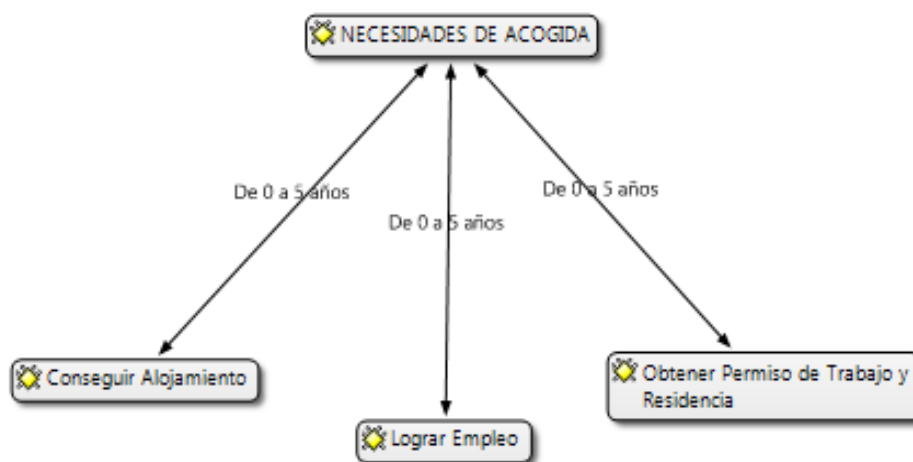 NECESIDADES DE ACOGIDA
De 0 a 5 años
De 0 a 5 años
De 0 a 5 años
Conseguir Alojamiento
Lograr Empleo
Obtener Permiso de Trabajo y
Residencia